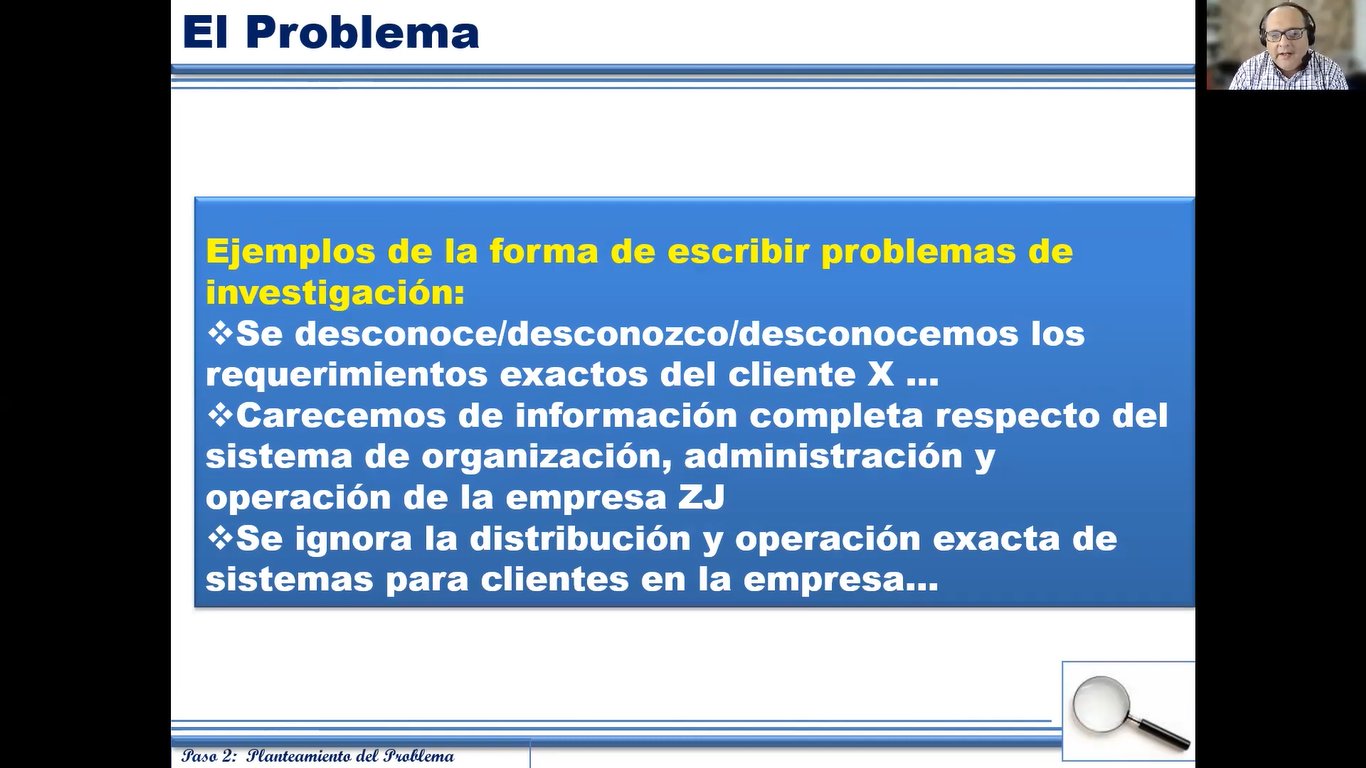 El Problema
Ejemplos de la forma de escribir problemas de
investigación:
❖Se desconoce/desconozco/desconocemos los
requerimientos exactos del cliente X ...
❖Carecemos de información completa respecto del
sistema de organización, administración y
operación de la empresa ZJ
❖Se ignora la distribución y operación exacta de
sistemas para clientes en la empresa...
Paso 2: Planteamiento del Problema